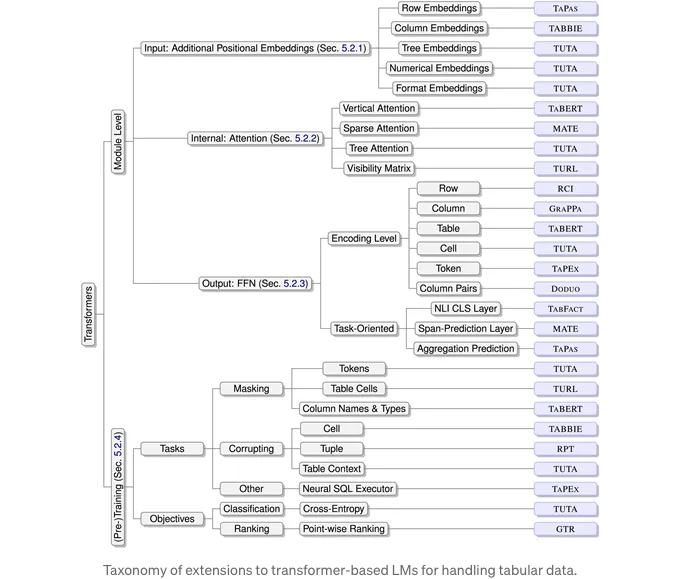 Row Embeddings TAPAS
Column Embeddings TABBIE
Input: Additional Positional Embeddings (Sec. 5.2.1) Tree Embeddings TUTA
Numerical Embeddings TUTA
Format Embeddings TUTA
Module Level
Vertical Attention TABERT
Sparse Attention MATE
Internal: Attention (Sec. 5.2.2)
Tree Attention TUTA
Visibility Matrix TURL
Row RCI
Column GRAPPA
Table TABERT
Encoding Level
Cell TUTA
Token TAPEX
Output: FFN (Sec. 5.2.3)
Column Pairs DODUO
Transformers
NLI CLS Layer TABFACT
Task-Oriented Span-Prediction Layer MATE
Aggregation Prediction TAPAS
Tokens TUTA
Masking Table Cells TURL
Column Names & Types TABERT
(Pre-)Training (Sec. 5.2.4)
Cell TABBIE
Tasks Corrupting Tuple RPT
Table Context TUTA
Other Neural SQL Executor TAPEX
Classification Cross-Entropy TUTA
Objectives
Ranking Point-wise Ranking GTR
Taxonomy of extensions to transformer-based LMs for handling tabular data.